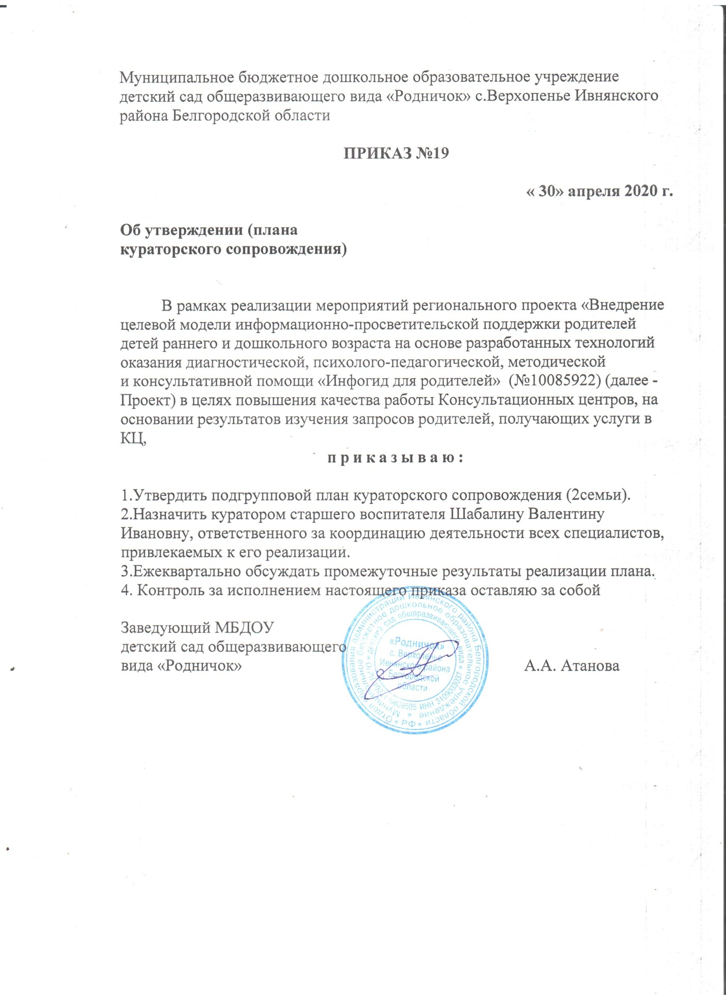 Муниципальное бюджетное дошкольное образовательное учреждение
детский сад общеразвивающего вида «Родничок» с.Верхопенье Ивнянского
района Белгородской области
ПРИКАЗ №19
« 30» апреля 2020 г.
Об утверждении (плана
кураторского сопровождения)
В рамках реализации мероприятий регионального проекта «Внедрение
целевой модели информационно-просветительской поддержки родителей
детей раннего и дошкольного возраста на основе разработанных технологий
оказания диагностической, психолого-педагогической, методической
и консультативной помощи «Инфогид для родителей» (№10085922) (далее -
Проект) в целях повышения качества работы Консультационных центров, на
основании результатов изучения запросов родителей, получающих услуги в
КЦ,
п р и к а з ы в а ю :
1.Утвердить подгрупповой план кураторского сопровождения (2семьи).
2.Назначить куратором старшего воспитателя Шабалину Валентину
Ивановну, ответственного за координацию деятельности всех специалистов,
привлекаемых к его реализации.
3.Ежеквартально обсуждать промежуточные результаты реализации плана.
4. Контроль за исполнением настоящего приказа оставляю за собой
Заведующий МБДОУ
детский сад общеразвивающего
вида «Родничок» А.А. Атанова
Отдел образования администрации Ивнянского района Белгородской области * РФ *
Муниципальное бюджетное дошкольное образовательное учреждение *
* детский сад общеразвивающего вида *
ИНН 3109003037
«Родничок»
с. Верхопенье
Ивнянского района
Белгородской
области